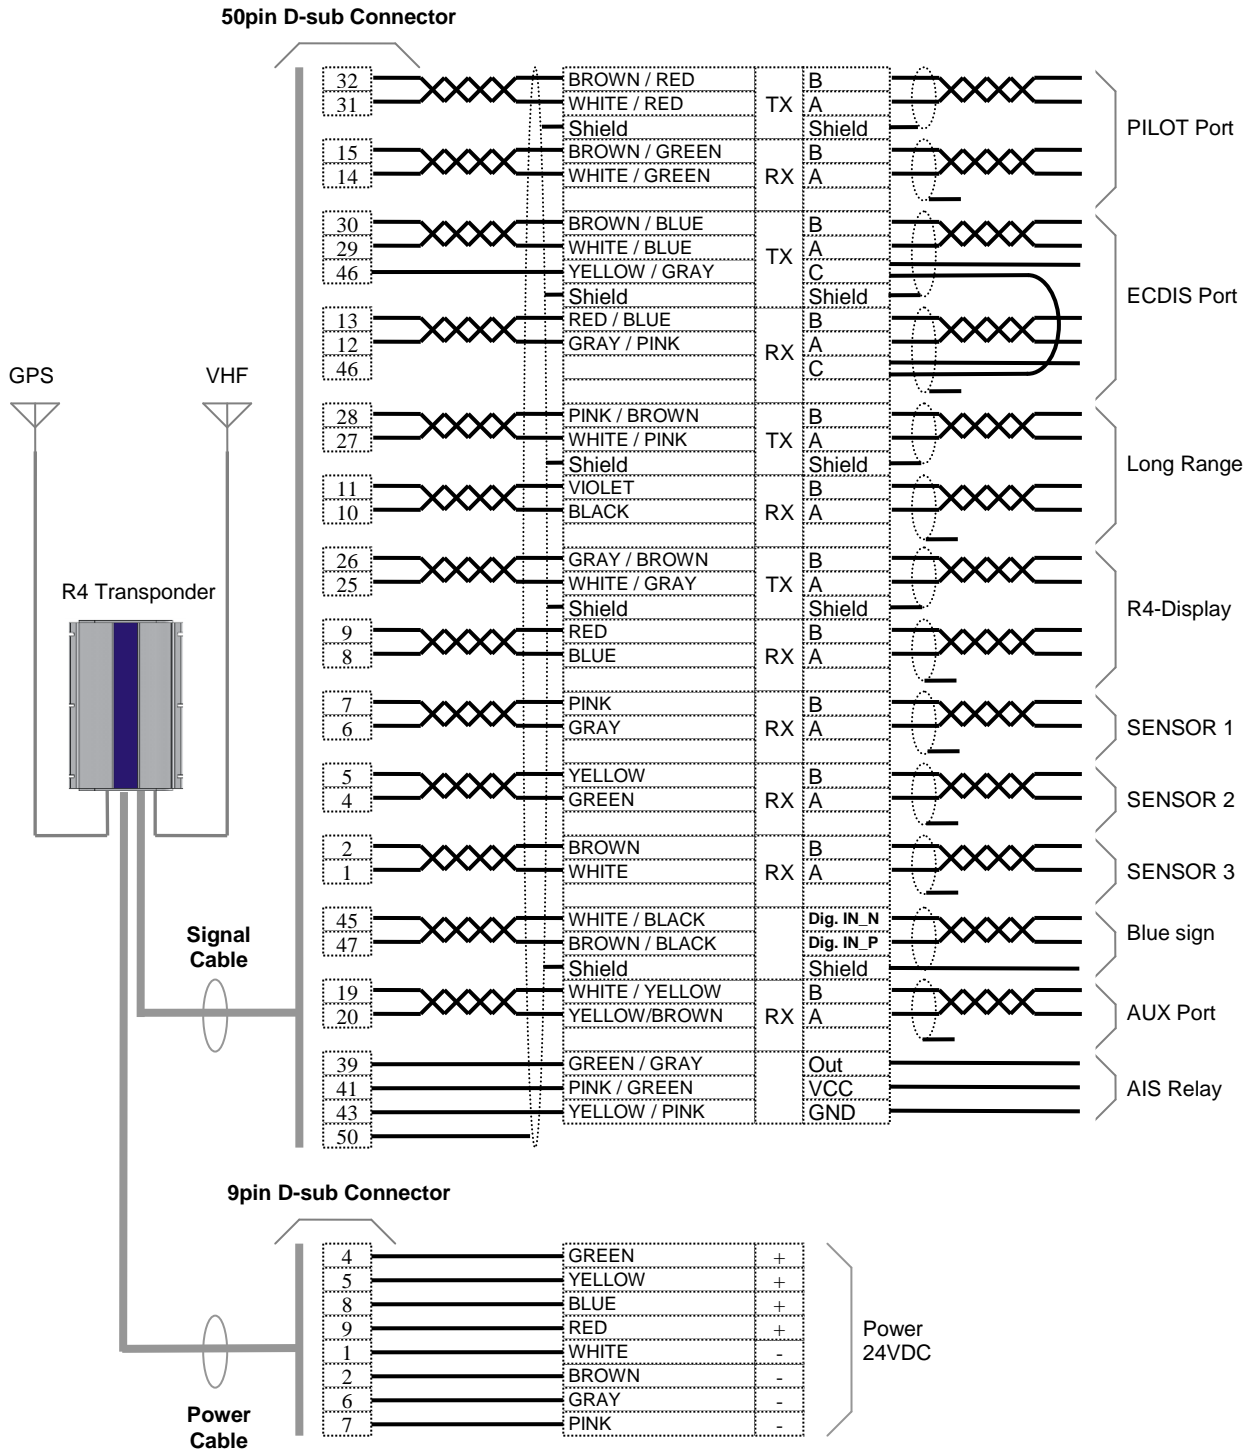 50pin D-sub Connector
32 BROWN / RED B
31 WHITE / RED TX A
Shield Shield
PILOT Port
15 BROWN / GREEN B
14 WHITE / GREEN RX A
30 BROWN / BLUE B
29 WHITE / BLUE TX A
46 YELLOW / GRAY C
Shield Shield
ECDIS Port
13 RED / BLUE B
12 GRAY / PINK RX A
46 C
28 PINK / BROWN B
27 WHITE / PINK TX A
Shield Shield
Long Range
11 VIOLET B
10 BLACK RX A
26 GRAY / BROWN B
25 WHITE / GRAY TX A
Shield Shield
R4-Display
9 RED B
8 BLUE RX A
7 PINK B
6 GRAY RX A
SENSOR 1
5 YELLOW B
4 GREEN RX A
SENSOR 2
2 BROWN B
1 WHITE RX A
SENSOR 3
45 WHITE / BLACK Dig. IN_N
47 BROWN / BLACK Dig. IN_P
Shield Shield
Blue sign
19 WHITE / YELLOW B
20 YELLOW/BROWN RX A
AUX Port
39 GREEN / GRAY Out
41 PINK / GREEN VCC
43 YELLOW / PINK GND
50
AIS Relay
GPS
VHF
R4 Transponder
Signal
Cable
9pin D-sub Connector
4 GREEN +
5 YELLOW +
8 BLUE +
9 RED +
1 WHITE -
2 BROWN -
6 GRAY -
7 PINK -
Power
24VDC
Power
Cable